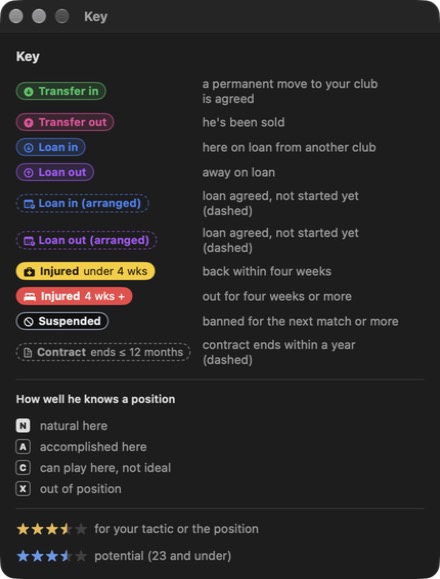 Key
Key
Transfer in
a permanent move to your club
is agreed
Transfer out
he's been sold
Loan in
here on loan from another club
Loan out
away on loan
Loan in (arranged)
loan agreed, not started yet
(dashed)
Loan out (arranged)
loan agreed, not started yet
(dashed)
Injured under 4 wks
back within four weeks
Injured 4 wks +
out for four weeks or more
Suspended
banned for the next match or more
Contract ends ≤ 12 months
contract ends within a year
(dashed)
How well he knows a position
N natural here
A accomplished here
C can play here, not ideal
X out of position
for your tactic or the position
potential (23 and under)